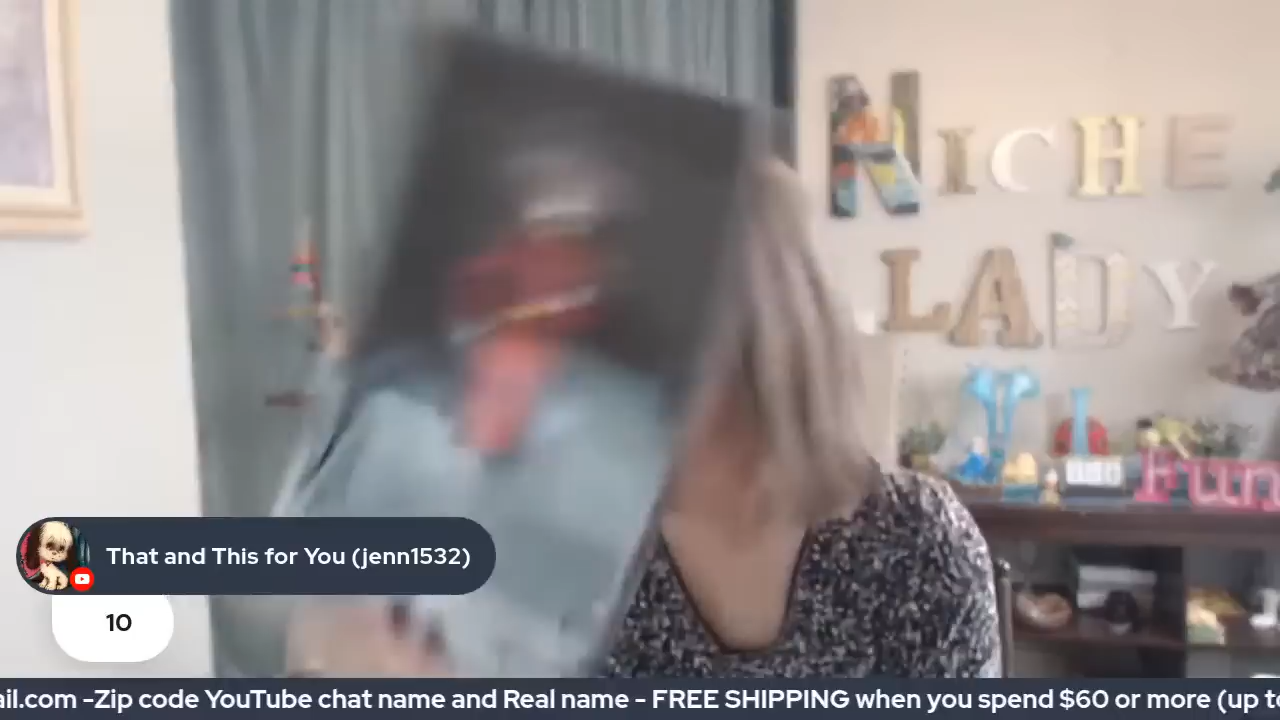 NICHE
LADY
Fun
That and This for You (jenn1532)
10
ail.com -Zip code YouTube chat name and Real name - FREE SHIPPING when you spend $60 or more (up to